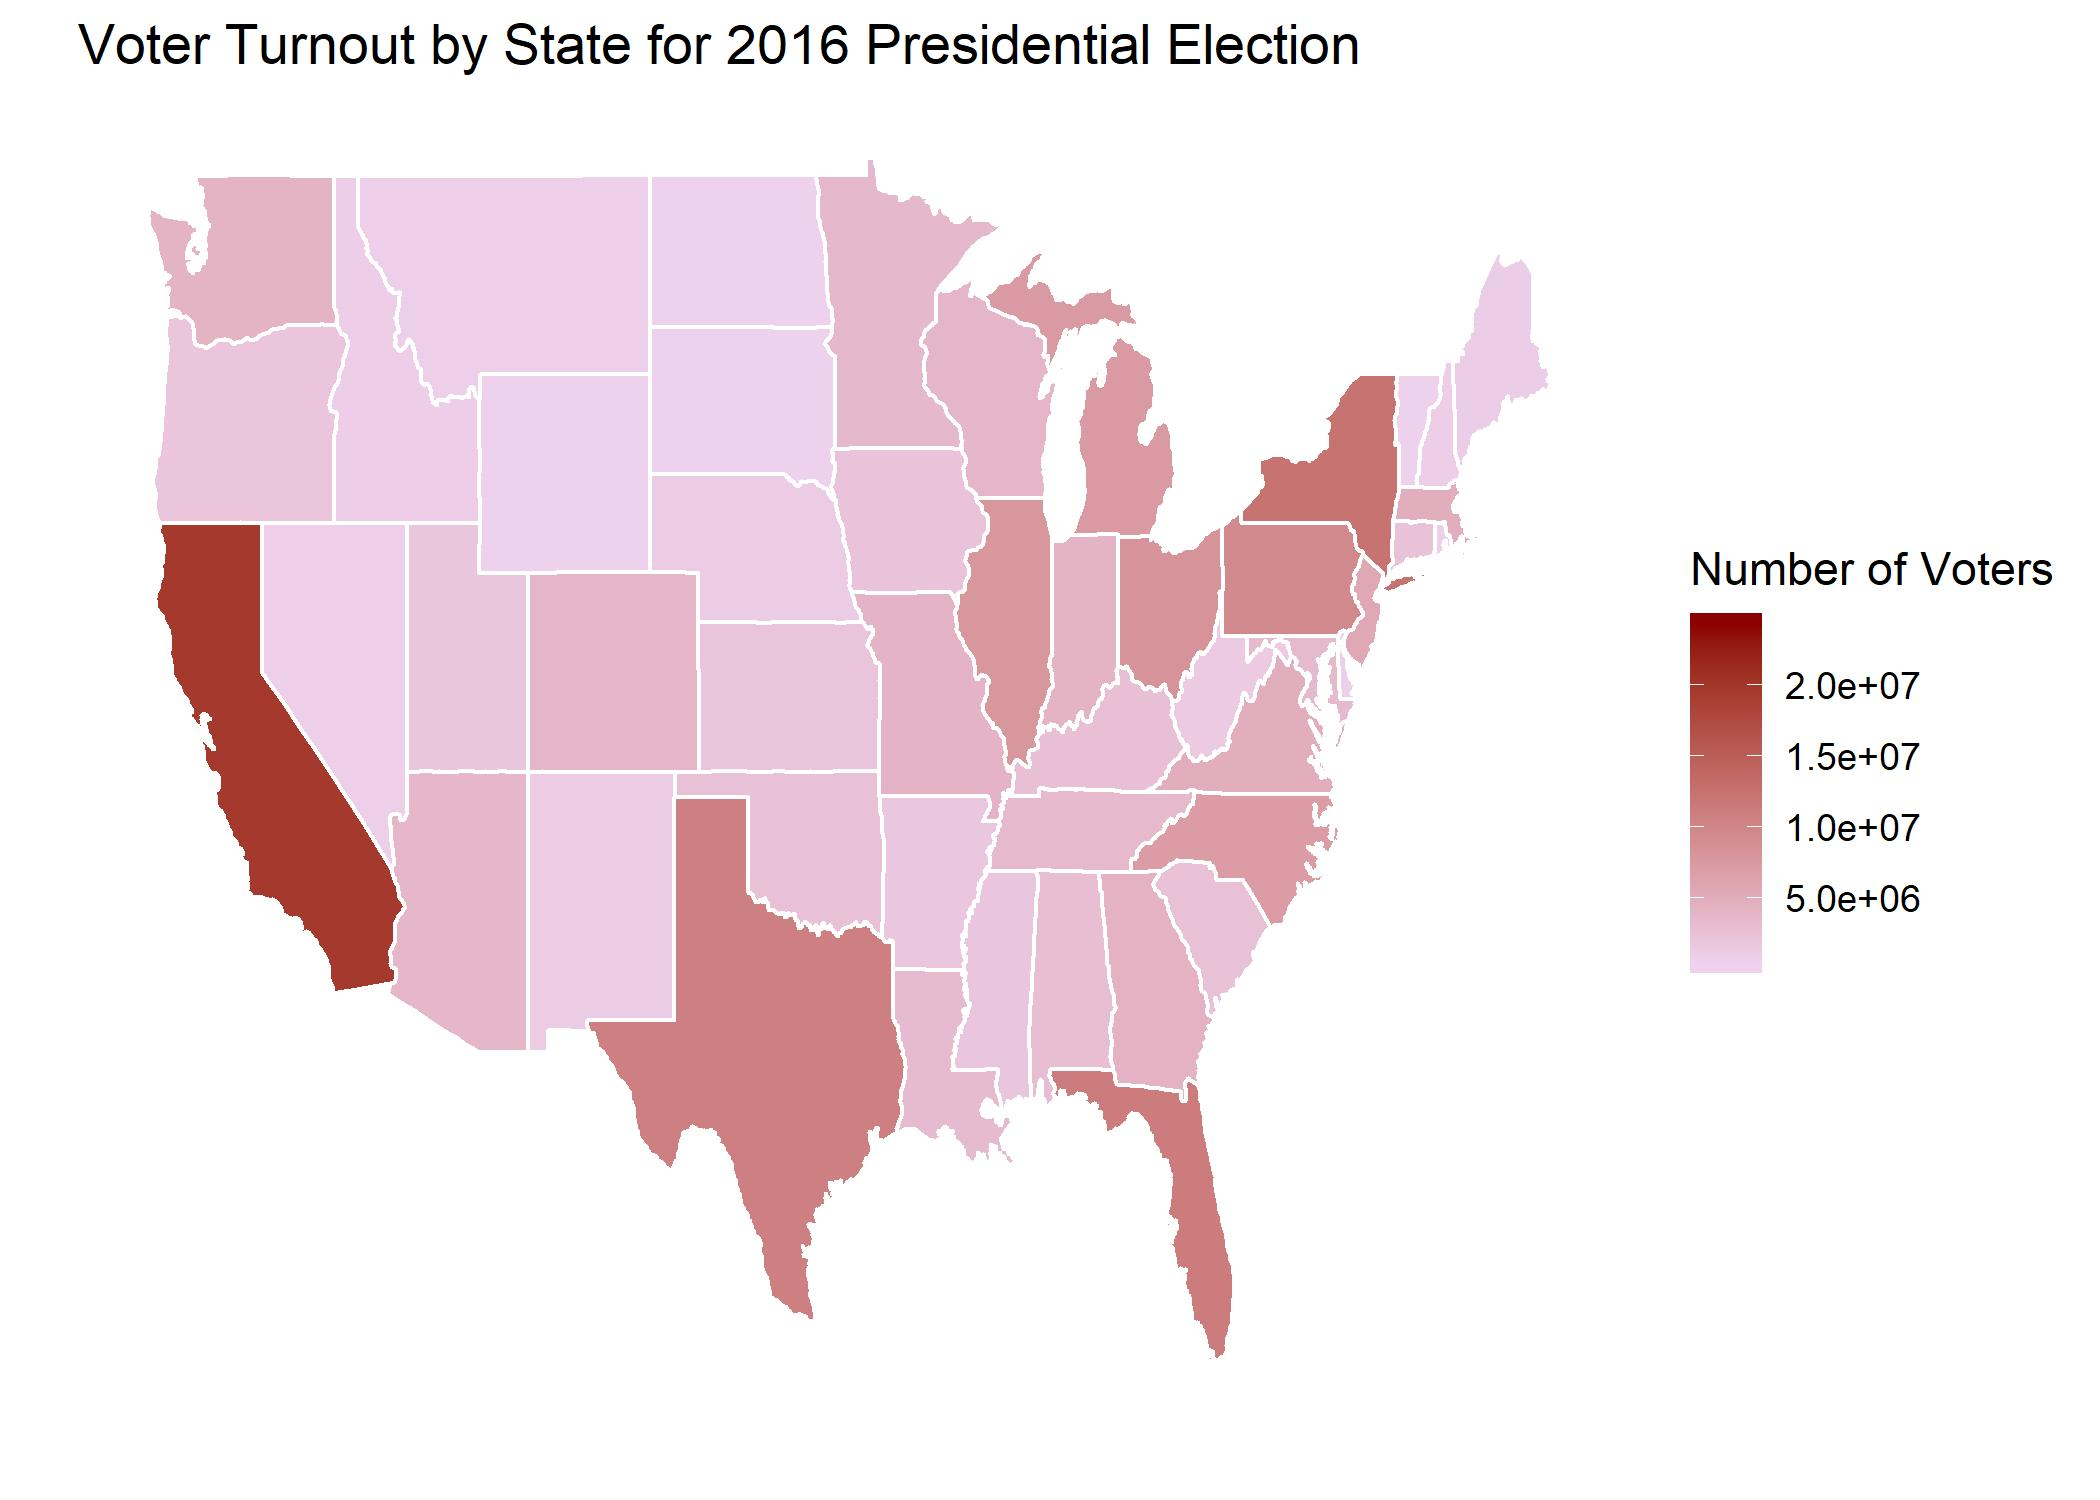 Voter Turnout by State for 2016 Presidential Election
Number of Voters
2.0e+07
1.5e+07
1.0e+07
5.0e+06